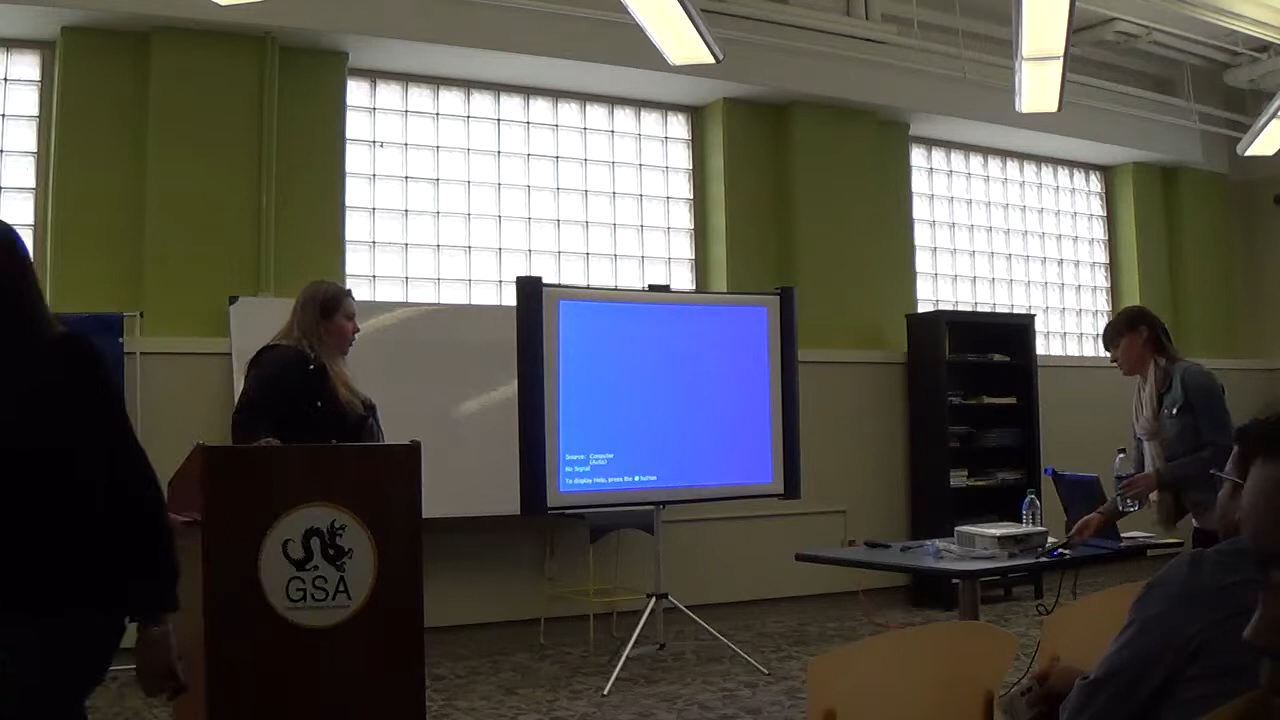 Source: Computer
(Auto)
No Signal
To display Help, press the button
GSA